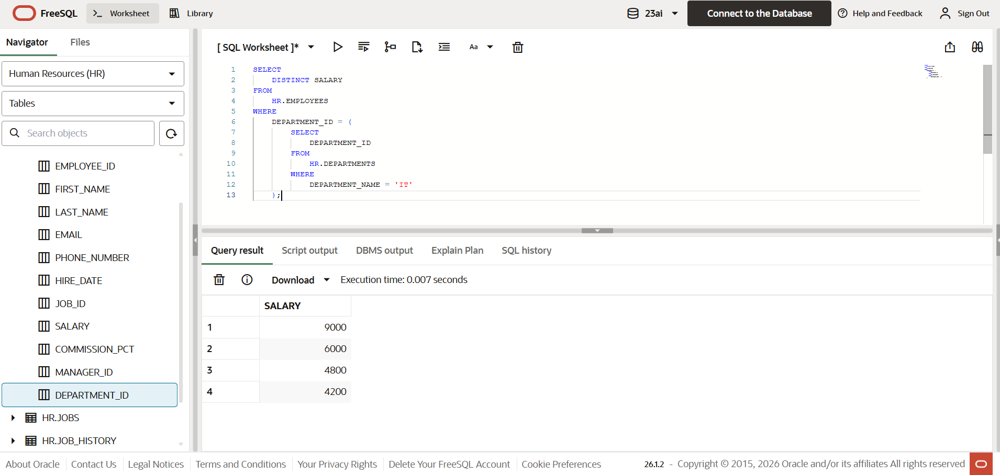 FreeSQL
Worksheet
Library
23ai
Connect to the Database
Help and Feedback
Sign Out
Navigator
Files
Human Resources (HR)
Tables
Search objects
EMPLOYEE_ID
FIRST_NAME
LAST_NAME
EMAIL
PHONE_NUMBER
HIRE_DATE
JOB_ID
SALARY
COMMISSION_PCT
MANAGER_ID
DEPARTMENT_ID
HR.JOBS
HR.JOB_HISTORY
[ SQL Worksheet ]*
Aa
1 SELECT
2 DISTINCT SALARY
3 FROM
4 HR.EMPLOYEES
5 WHERE
6 DEPARTMENT_ID = (
7 SELECT
8 DEPARTMENT_ID
9 FROM
10 HR.DEPARTMENTS
11 WHERE
12 DEPARTMENT_NAME = 'IT'
13 );
Query result
Script output
DBMS output
Explain Plan
SQL history
Download
Execution time: 0.007 seconds
SALARY
1 9000
2 6000
3 4800
4 4200
About Oracle
Contact Us
Legal Notices
Terms and Conditions
Your Privacy Rights
Delete Your FreeSQL Account
Cookie Preferences
26.1.2 - Copyright © 2015, 2026 Oracle and/or its affiliates All rights reserved